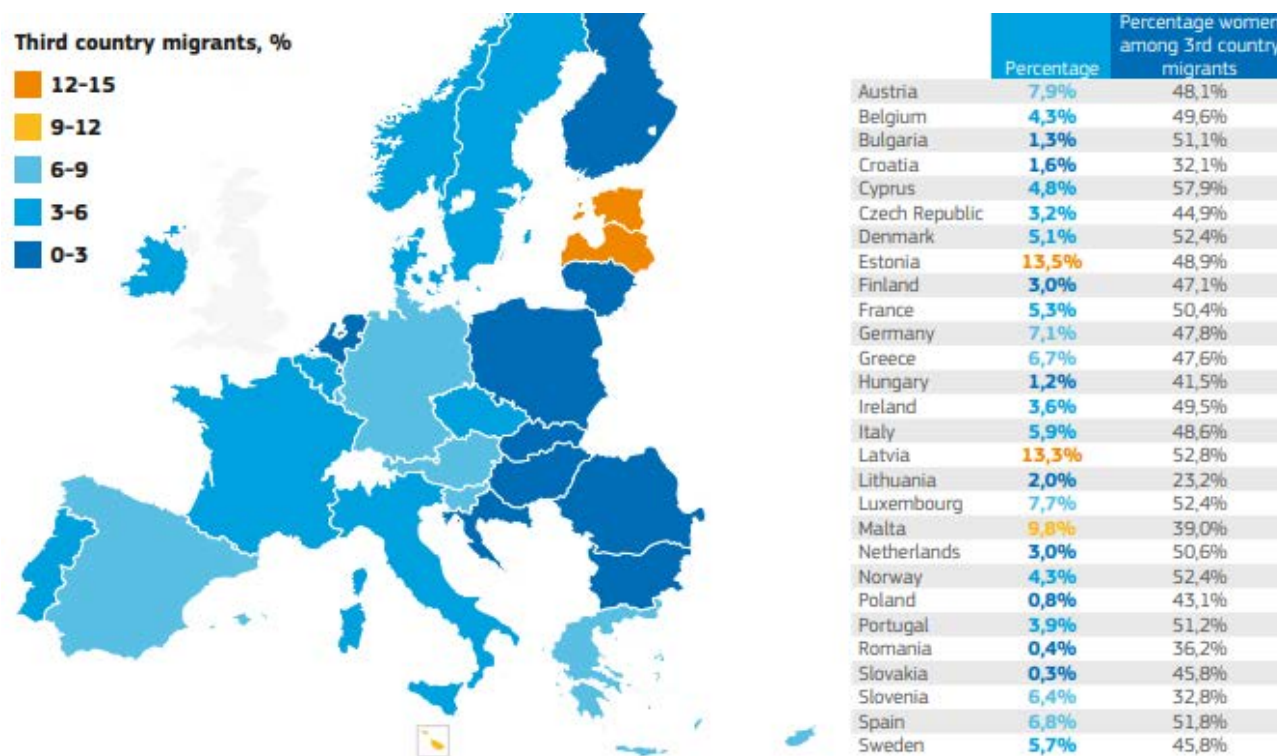 Third country migrants, %
12-15
9-12
6-9
3-6
0-3
Percentage
Percentage women
among 3rd country
migrants
Austria 7,9% 48,1%
Belgium 4,3% 49,6%
Bulgaria 1,3% 51,1%
Croatia 1,6% 32,1%
Cyprus 4,8% 57,9%
Czech Republic 3,2% 44,9%
Denmark 5,1% 52,4%
Estonia 13,5% 48,9%
Finland 3,0% 47,1%
France 5,3% 50,4%
Germany 7,1% 47,8%
Greece 6,7% 47,6%
Hungary 1,2% 41,5%
Ireland 3,6% 49,5%
Italy 5,9% 48,6%
Latvia 13,3% 52,8%
Lithuania 2,0% 23,2%
Luxembourg 7,7% 52,4%
Malta 9,8% 39,0%
Netherlands 3,0% 50,6%
Norway 4,3% 52,4%
Poland 0,8% 43,1%
Portugal 3,9% 51,2%
Romania 0,4% 36,2%
Slovakia 0,3% 45,8%
Slovenia 6,4% 32,8%
Spain 6,8% 51,8%
Sweden 5,7% 45,8%